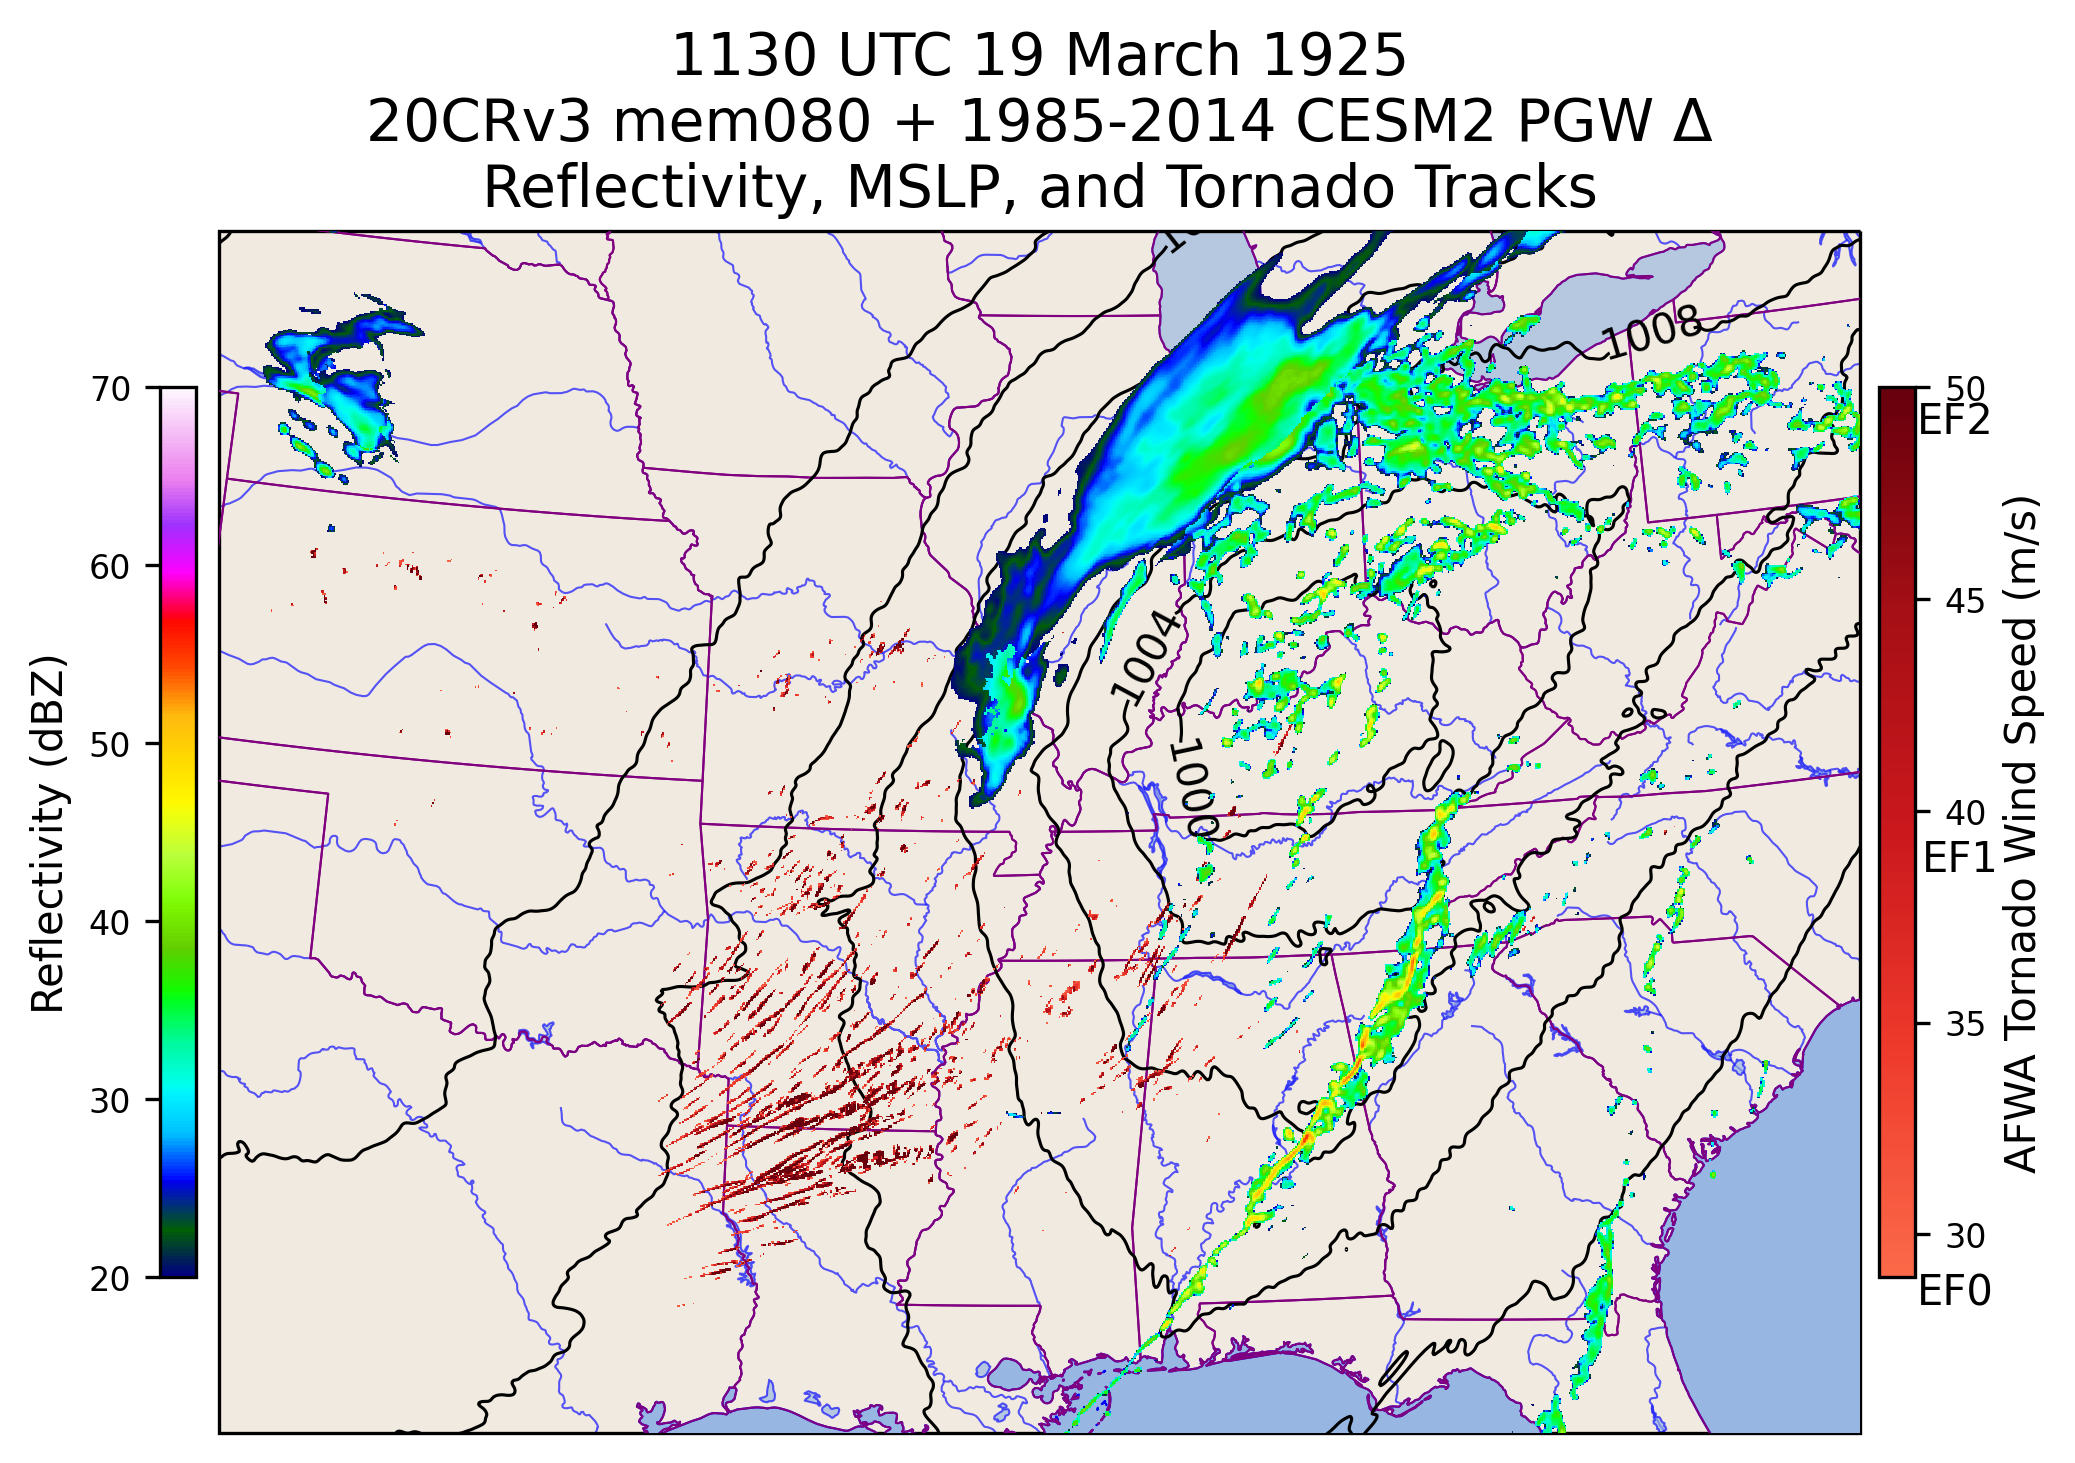 1130 UTC 19 March 1925
20CRv3 mem080 + 1985-2014 CESM2 PGW Δ
Reflectivity, MSLP, and Tornado Tracks
Reflectivity (dBZ)
70
60
50
40
30
20
1008
1004
1000
50
EF2
45
40
EF1
35
30
EF0
AFWA Tornado Wind Speed (m/s)